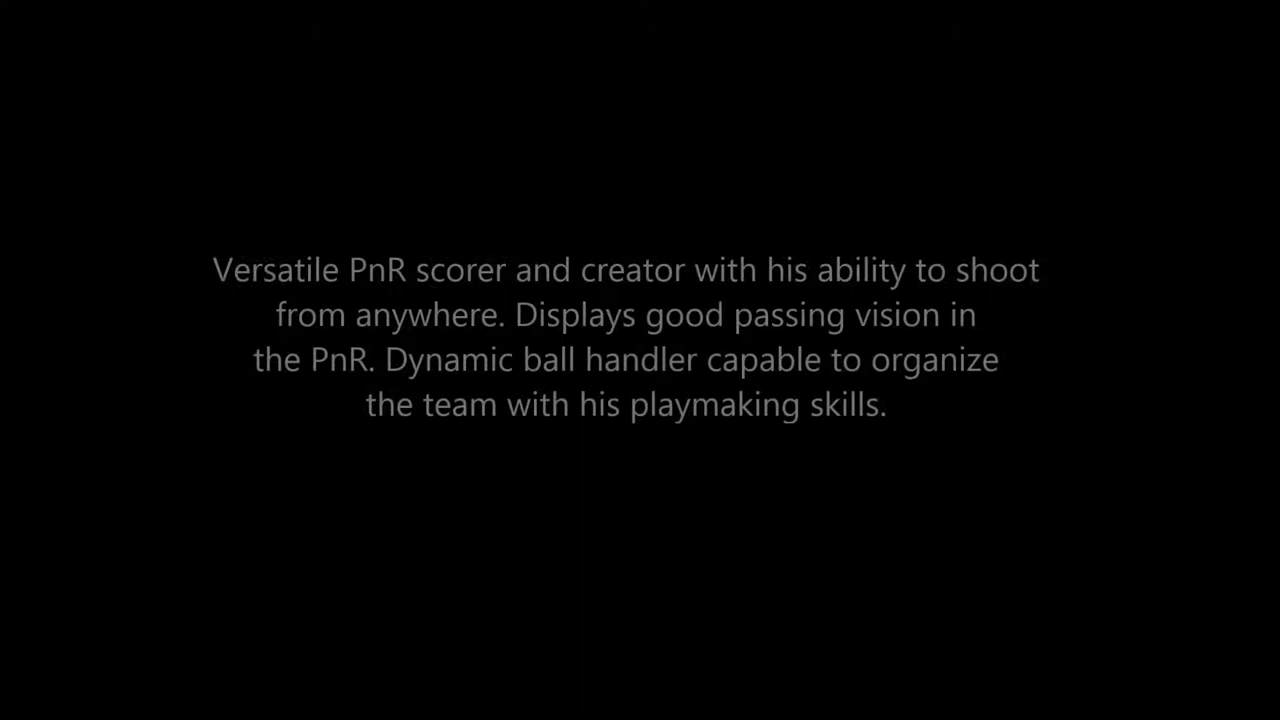 Versatile PnR scorer and creator with his ability to shoot
from anywhere. Displays good passing vision in
the PnR. Dynamic ball handler capable to organize
the team with his playmaking skills.